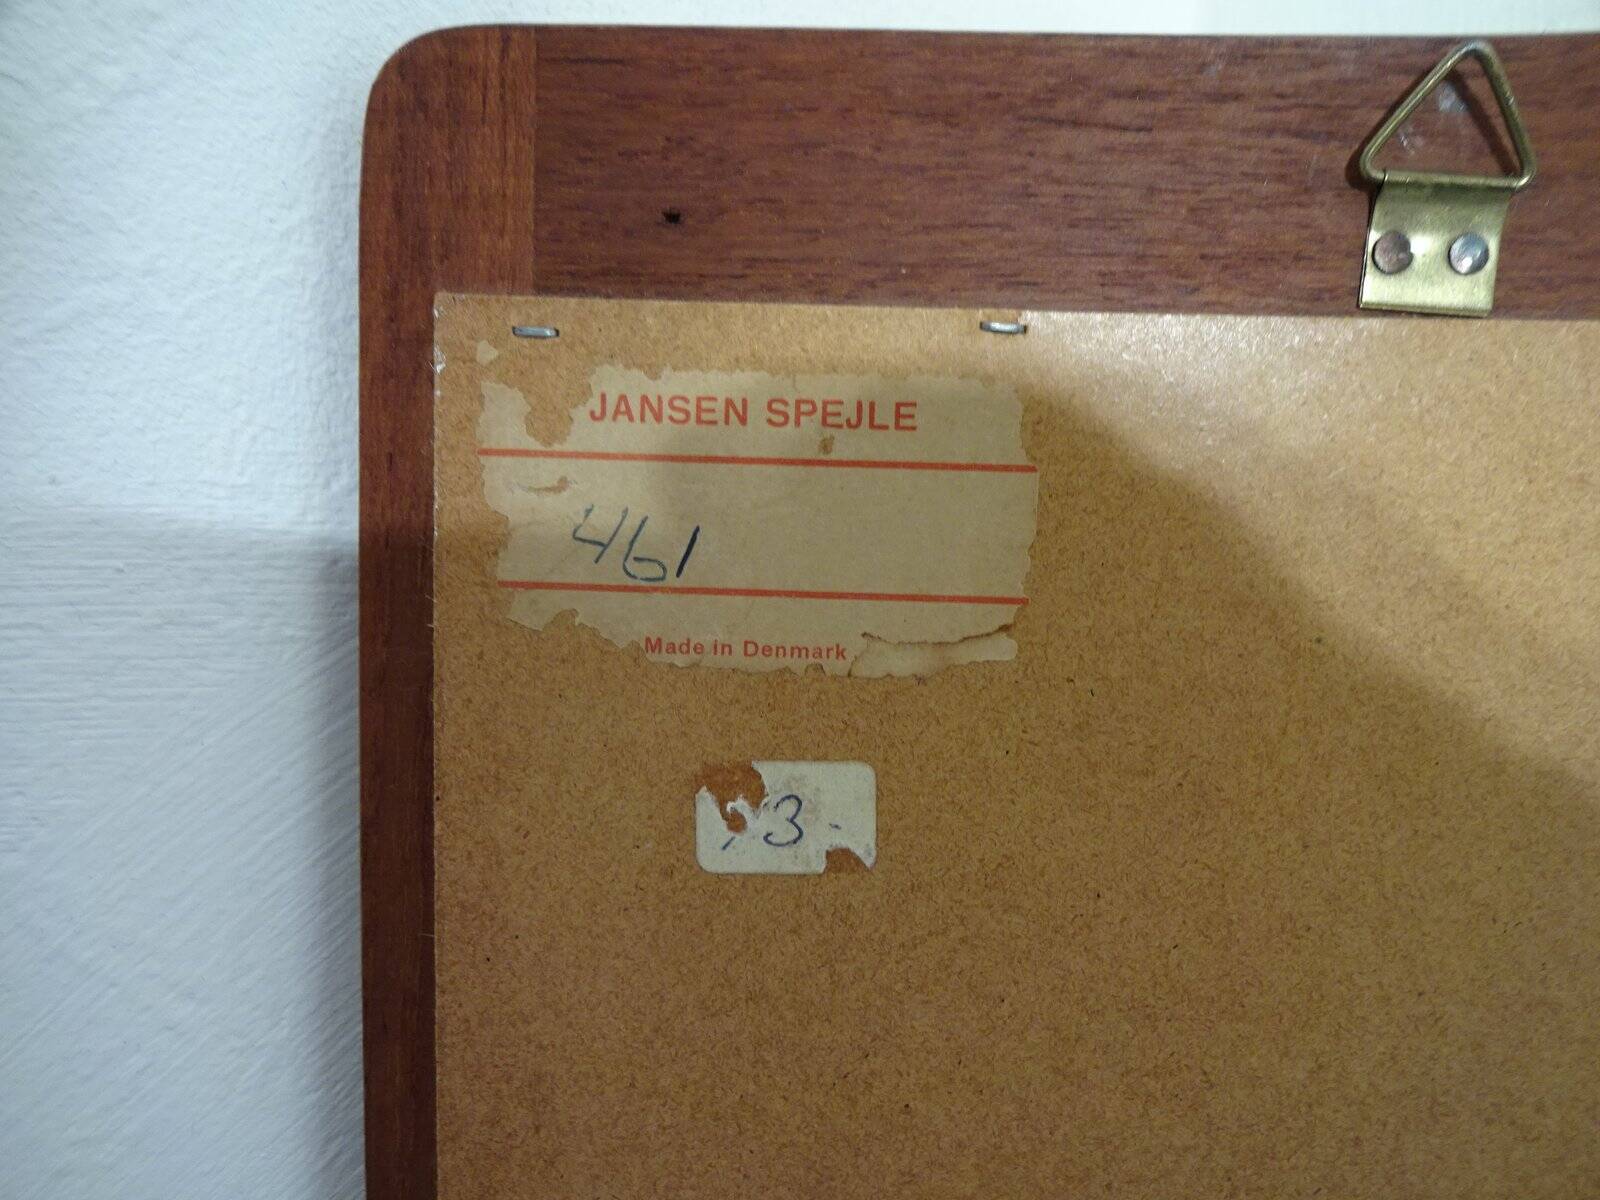 JANSEN SPEJLE
461
Made in Denmark
3